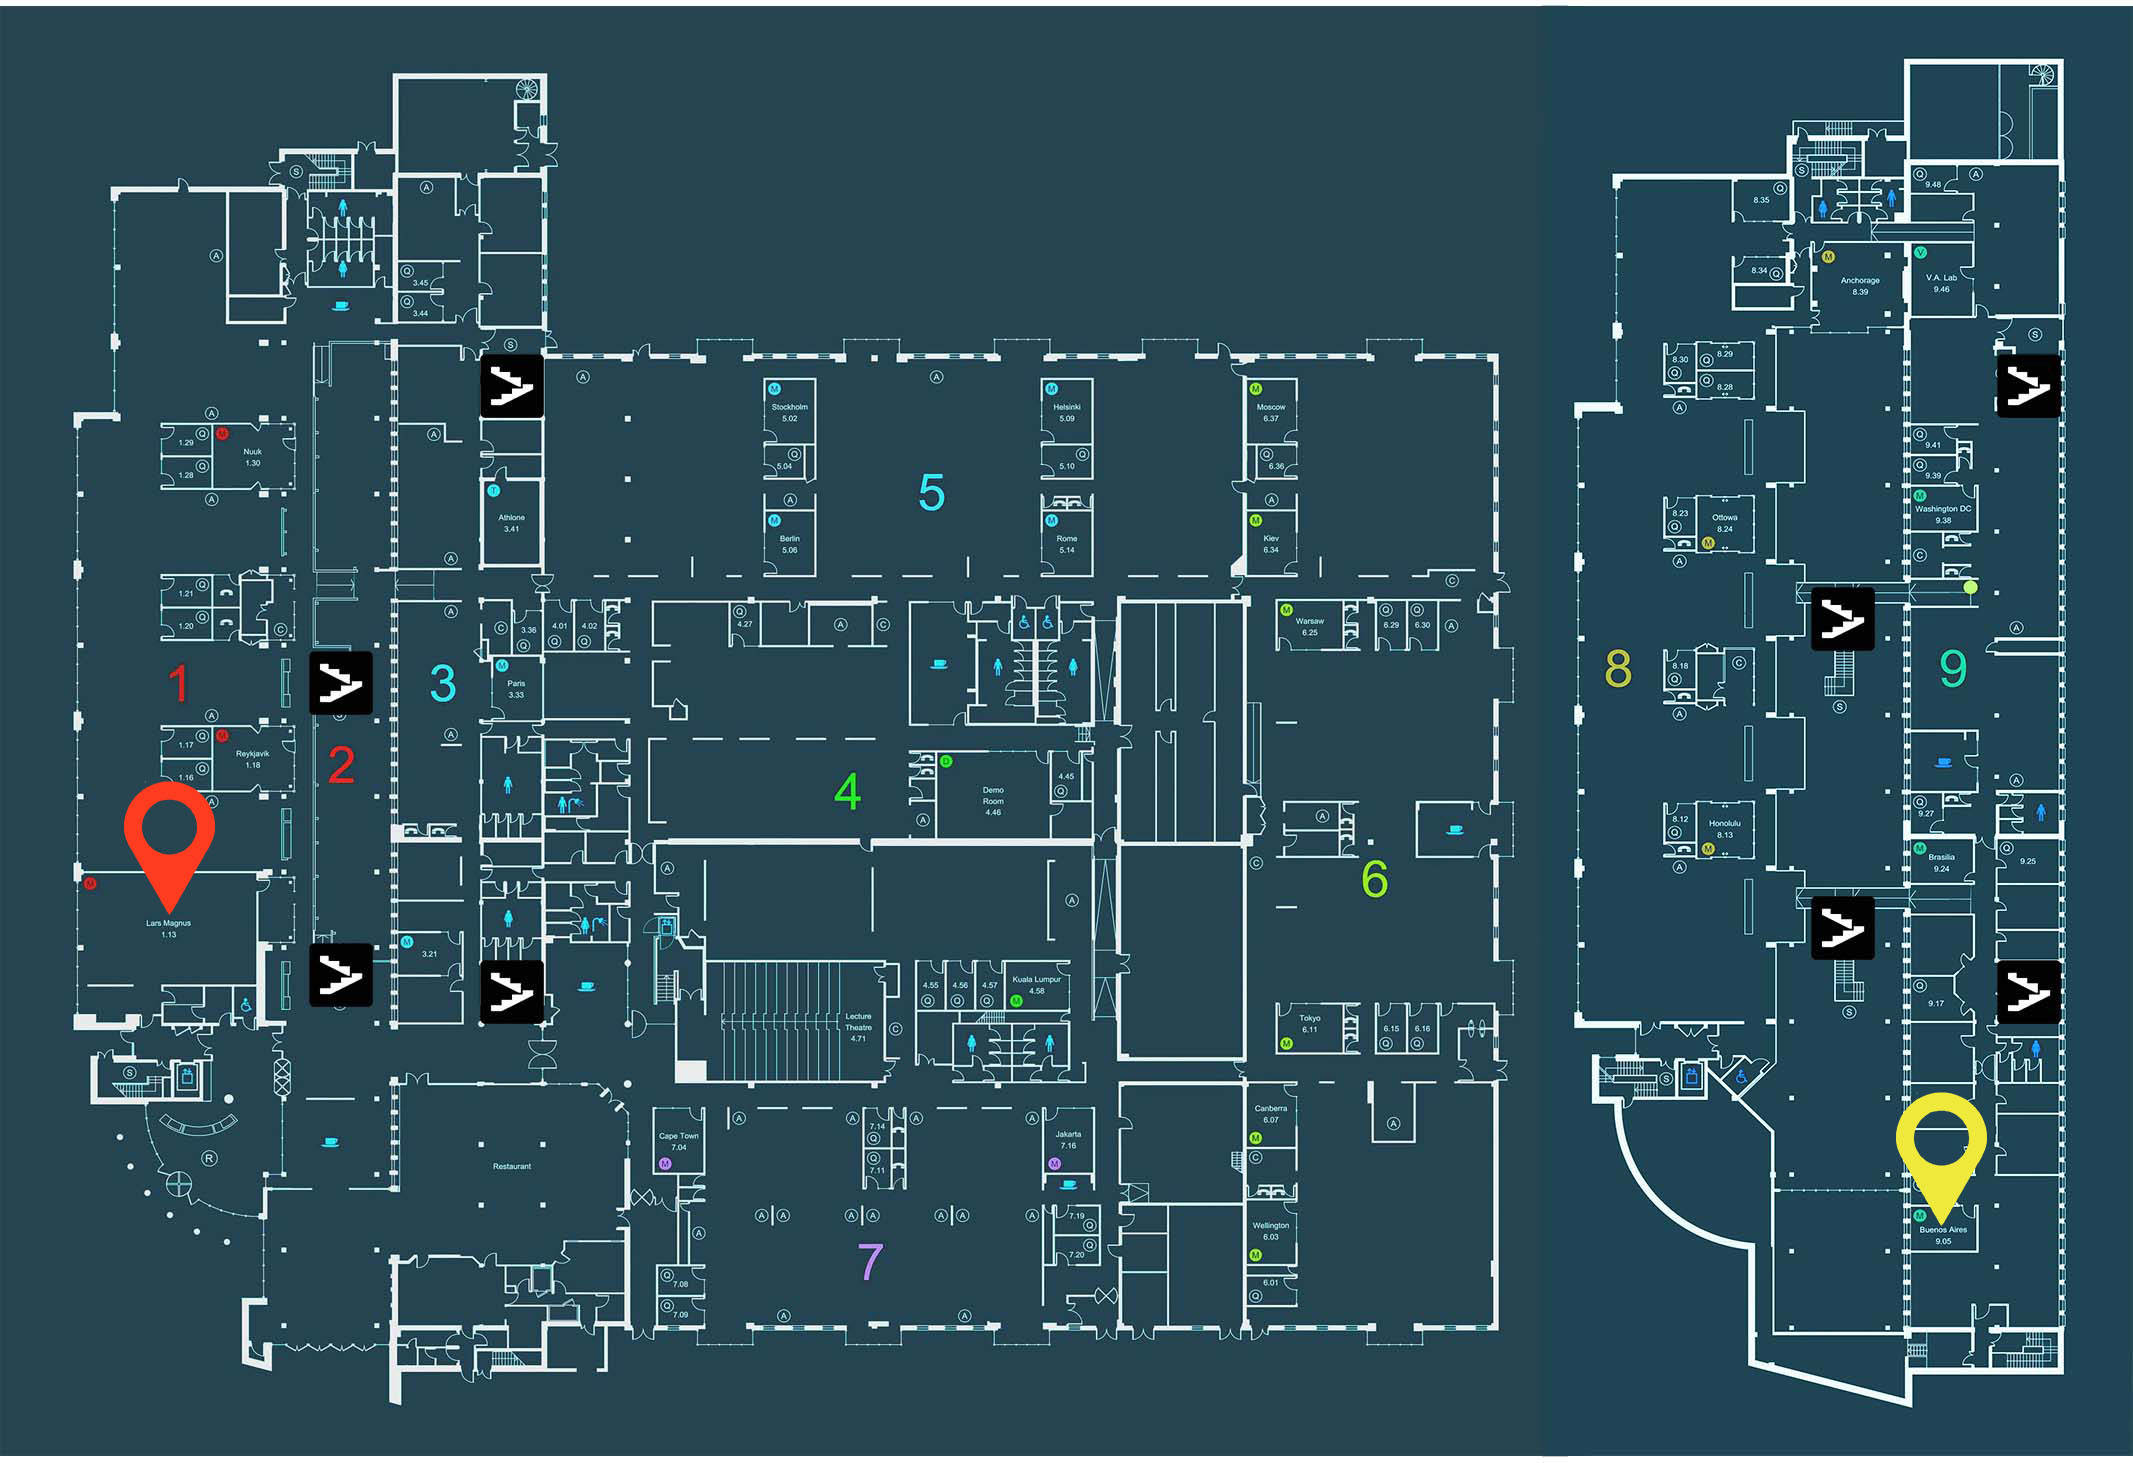 S
A
Q
3.45
Q
3.44
A
S
A
A
A
1.29
Q
M
Nuuk
1.30
1.28
Q
A
A
T
Athlone
3.41
A
1.21
Q
1.20
Q
C
A
C
3.36
Q
4.01
Q
4.02
Q
M
Paris
3.33
1
2
3
A
A
1.17
Q
M
Reykjavik
1.18
1.16
Q
A
M
Lars Magnus
1.13
M
3.21
S
R
Restaurant
A
A
M
Stockholm
5.02
Q
5.04
A
M
Berlin
5.06
5
M
Helsinki
5.09
Q
5.10
M
Rome
5.14
M
Moscow
6.37
Q
6.36
A
M
Kiev
6.34
C
Q
4.27
A
C
4
D
Demo
Room
4.46
4.45
Q
A
A
A
Lecture
Theatre
4.71
C
4.55
Q
4.56
Q
4.57
Q
Kuala Lumpur
4.58
M
M
Warsaw
6.25
Q
6.29
Q
6.30
A
A
C
6
M
Tokyo
6.11
6.15
Q
6.16
Q
Canberra
6.07
M
C
A
Wellington
6.03
M
6.01
Q
Cape Town
7.04
M
A
A
7.14
Q
Q
7.11
A
Jakarta
7.16
M
A
A
A
A
A
A
A
A
7.19
Q
Q
7.20
7
Q
7.08
Q
7.09
A
A
S
Q
8.35
8.34
Q
M
Anchorage
8.39
Q
9.48
A
V
V.A. Lab
9.46
S
8.30
Q
Q
8.29
Q
8.28
A
Q
9.41
Q
9.39
M
Washington DC
9.38
C
8.23
Q
Ottowa
8.24
M
A
8
8.18
Q
C
A
S
9
A
A
8.12
Q
Honolulu
8.13
M
A
Q
9.27
M
Brasilia
9.24
Q
9.25
Q
9.17
S
S
M
Buenos Aires
9.05